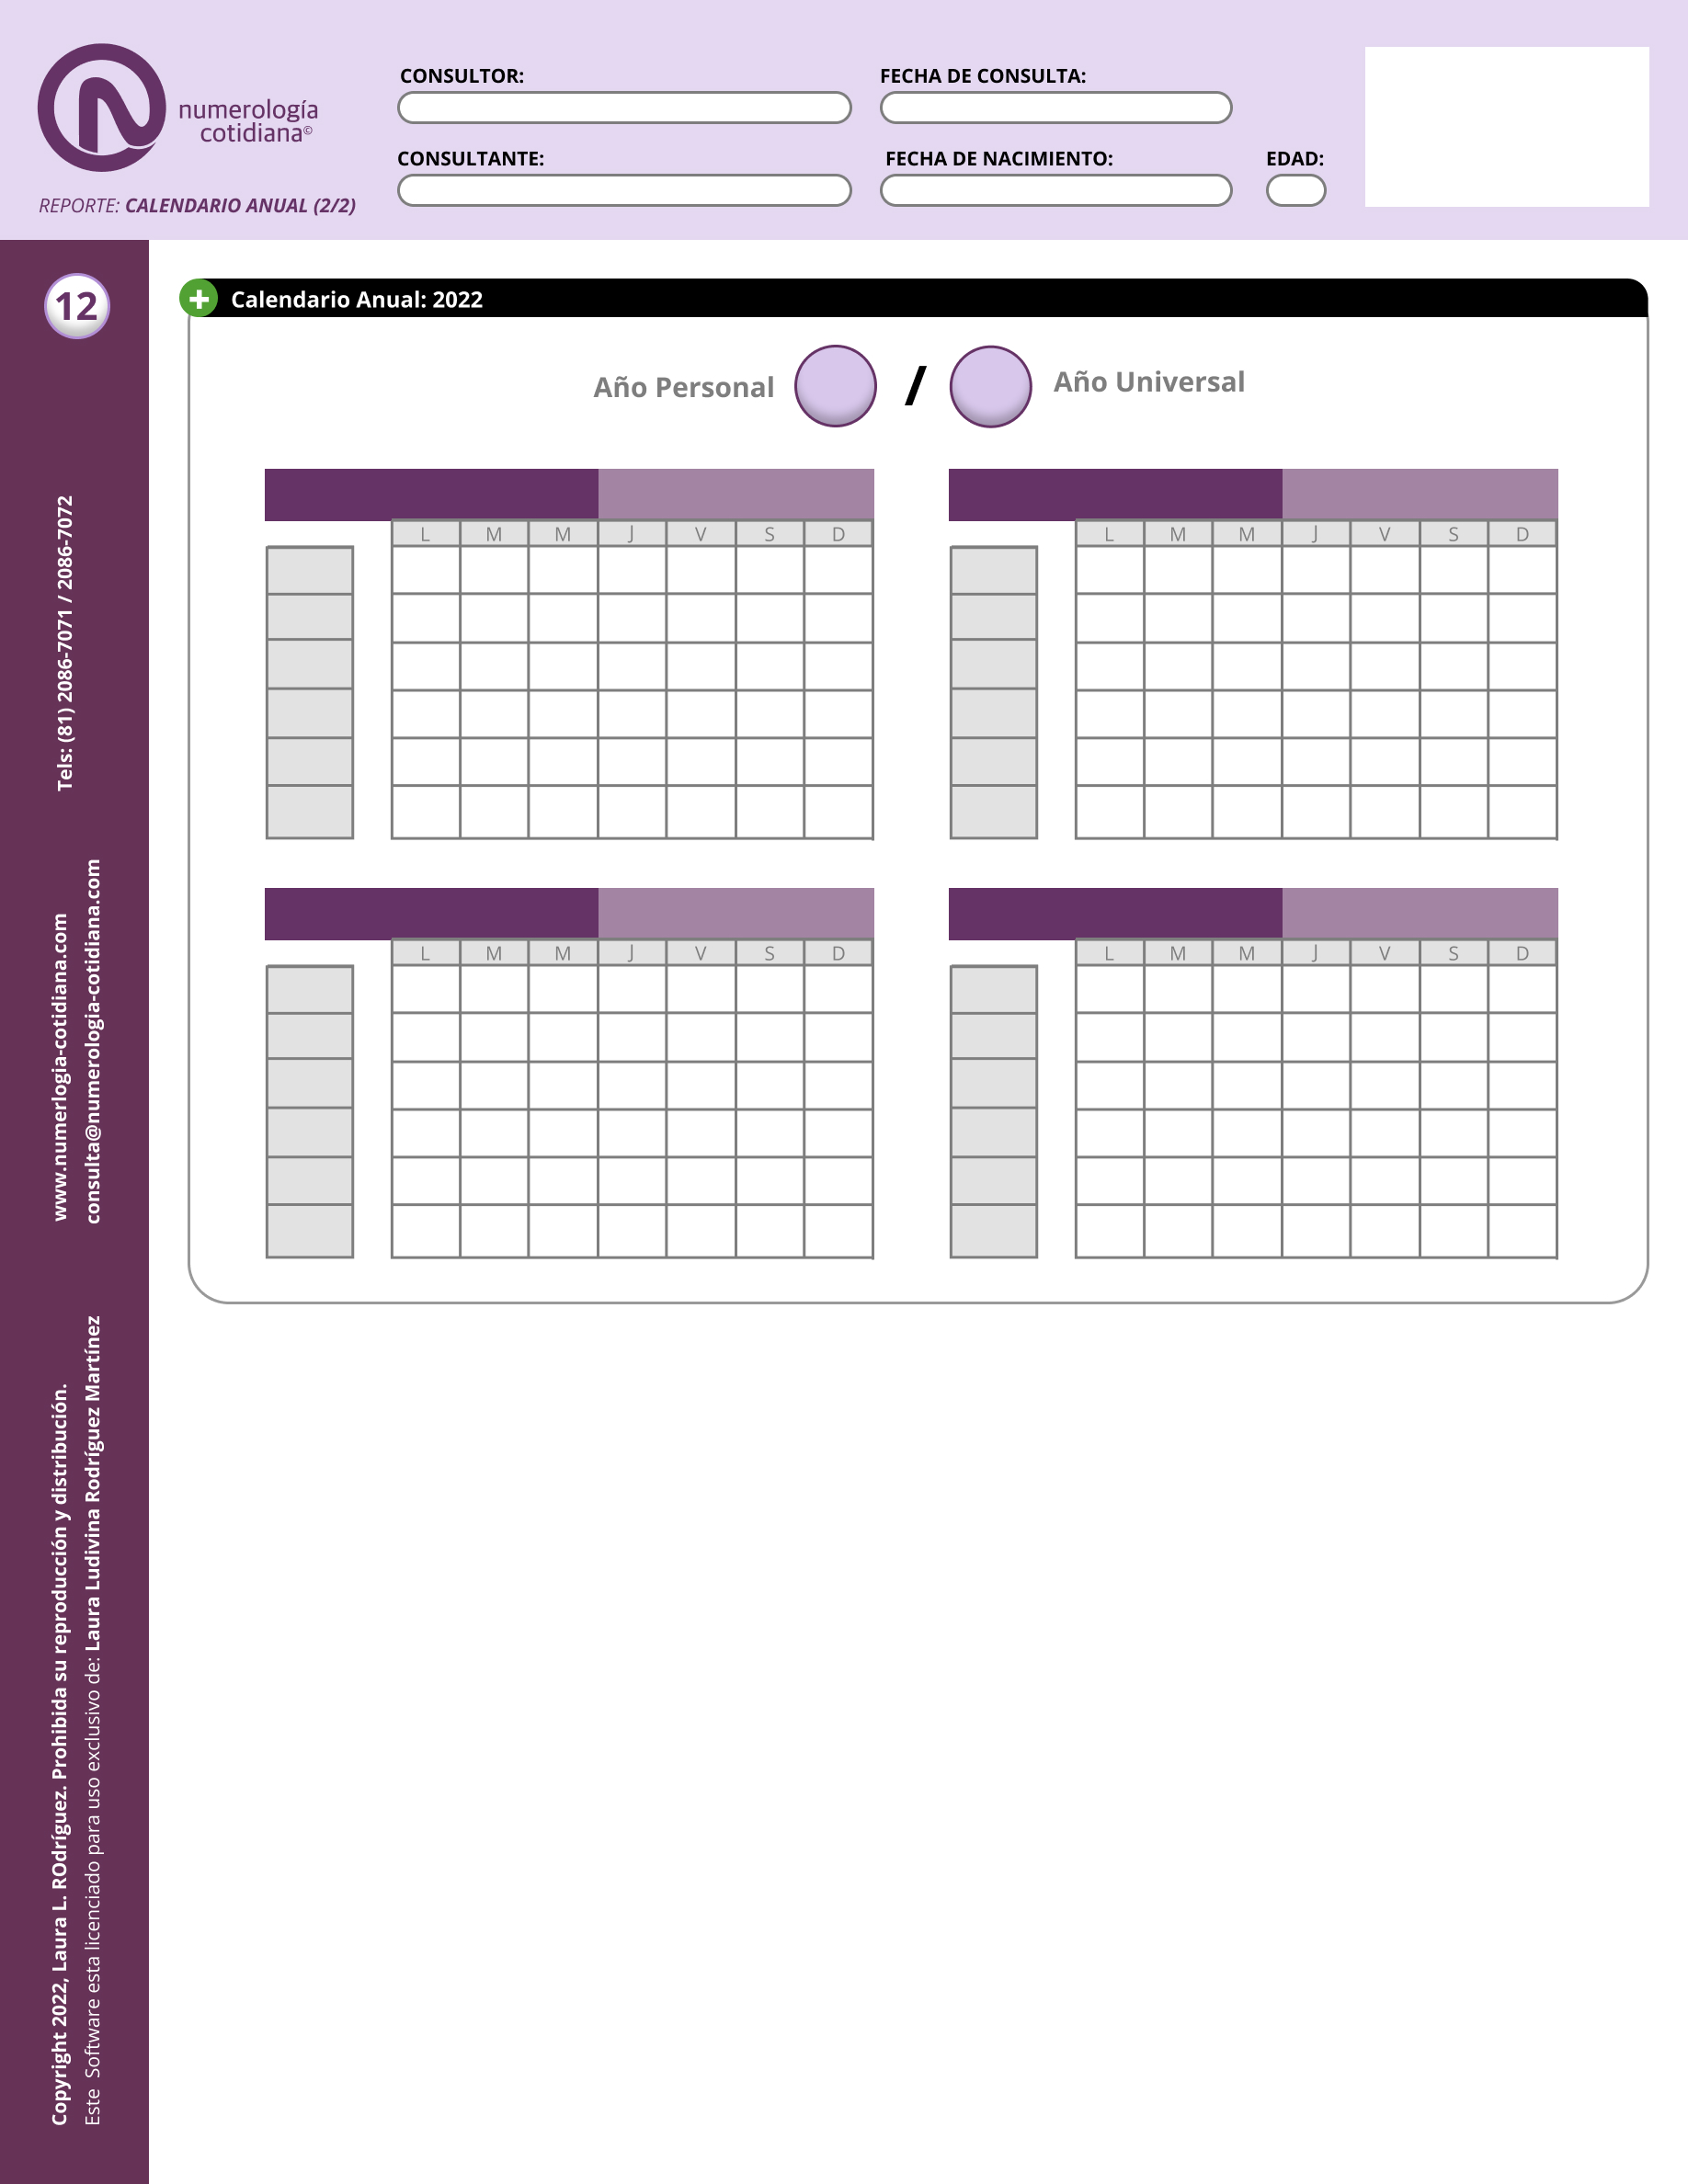 numerología
cotidiana©
REPORTE: CALENDARIO ANUAL (2/2)
CONSULTOR:
FECHA DE CONSULTA:
CONSULTANTE:
FECHA DE NACIMIENTO:
EDAD:
12
Calendario Anual: 2022
Año Personal / Año Universal
L M M J V S D
L M M J V S D
L M M J V S D
L M M J V S D
Tels: (81) 2086-7071 / 2086-7072
www.numerlogia-cotidiana.com
consulta@numerologia-cotidiana.com
Copyright 2022, Laura L. ROdríguez. Prohibida su reproducción y distribución.
Este Software esta licenciado para uso exclusivo de: Laura Ludivina Rodríguez Martínez